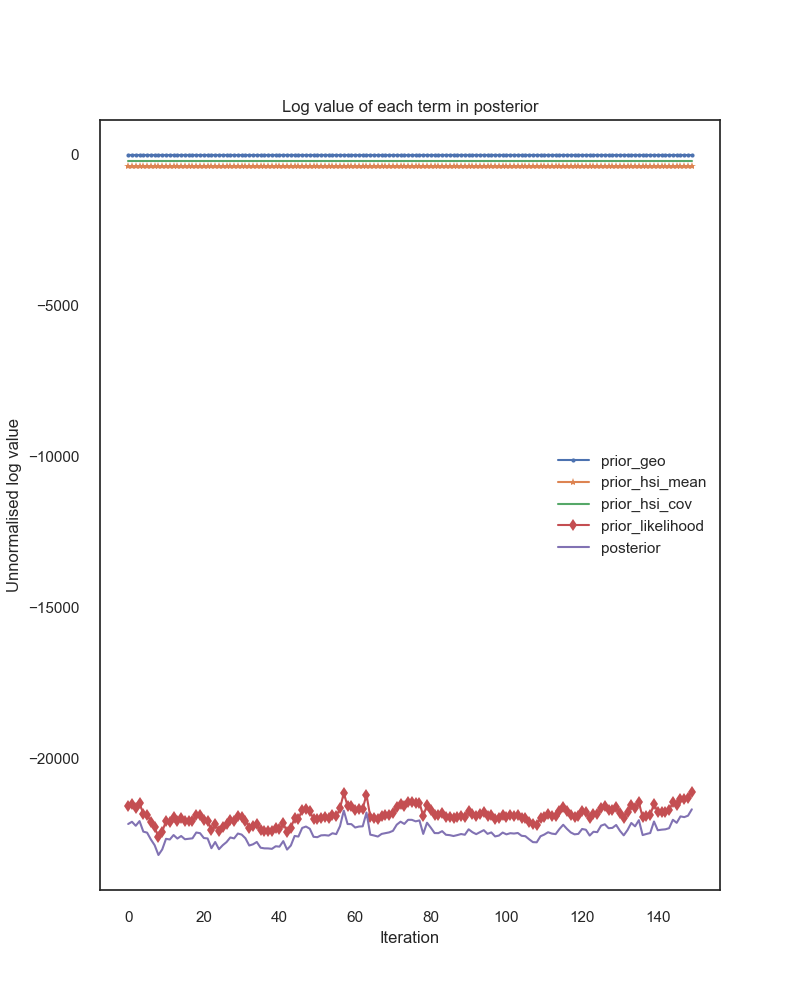 Log value of each term in posterior
Unnormalised log value
0
−5000
−10000
−15000
−20000
prior_geo
prior_hsi_mean
prior_hsi_cov
prior_likelihood
posterior
0 20 40 60 80 100 120 140
Iteration